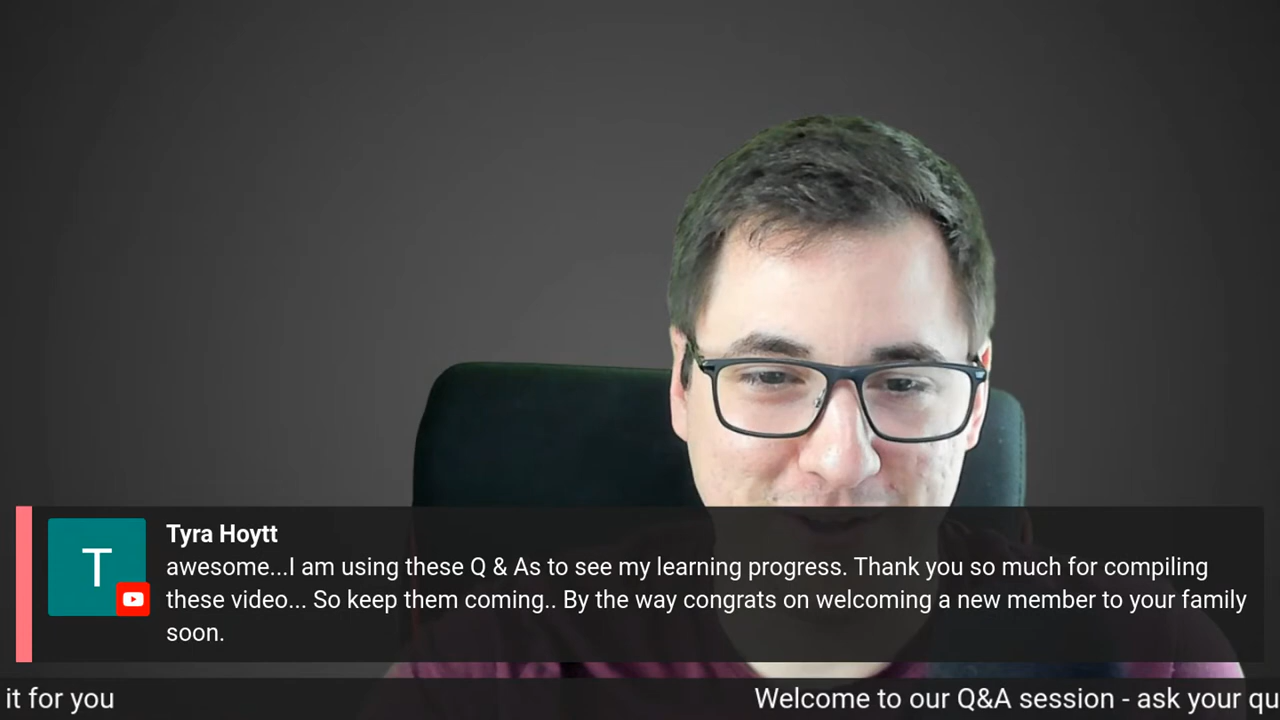 Tyra Hoytt
T
awesome...I am using these Q & As to see my learning progress. Thank you so much for compiling
these video... So keep them coming.. By the way congrats on welcoming a new member to your family
soon.
it for you
Welcome to our Q&A session - ask your qu